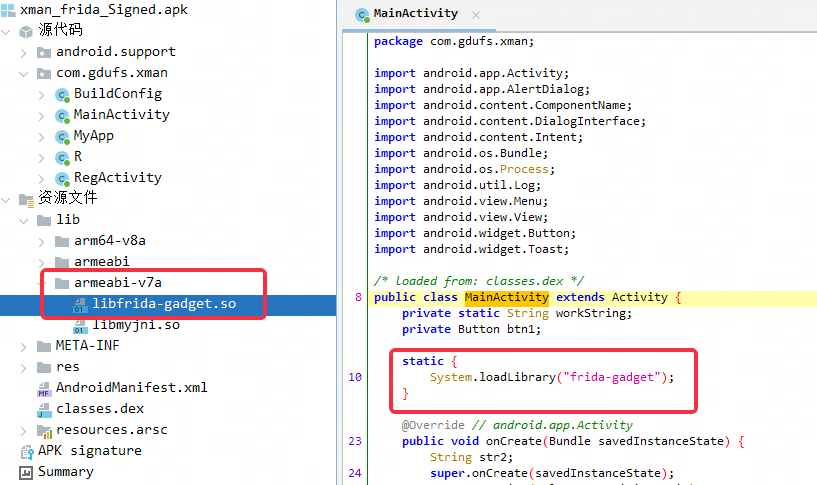 xman_frida_Signed.apk
源代码
android.support
com.gdufs.xman
BuildConfig
MainActivity
MyApp
R
RegActivity
资源文件
lib
arm64-v8a
armeabi
armeabi-v7a
libfrida-gadget.so
libmyjni.so
META-INF
res
AndroidManifest.xml
classes.dex
resources.arsc
APK signature
Summary
MainActivity
package com.gdufs.xman;
import android.app.Activity;
import android.app.AlertDialog;
import android.content.ComponentName;
import android.content.DialogInterface;
import android.content.Intent;
import android.os.Bundle;
import android.os.Process;
import android.util.Log;
import android.view.Menu;
import android.view.View;
import android.widget.Button;
import android.widget.Toast;
/* loaded from: classes.dex */
8 public class MainActivity extends Activity {
private static String workString;
private Button btn1;
static {
10 System.loadLibrary("frida-gadget");
}
@Override // android.app.Activity
23 public void onCreate(Bundle savedInstanceState) {
String str2;
24 super.onCreate(savedInstanceState);